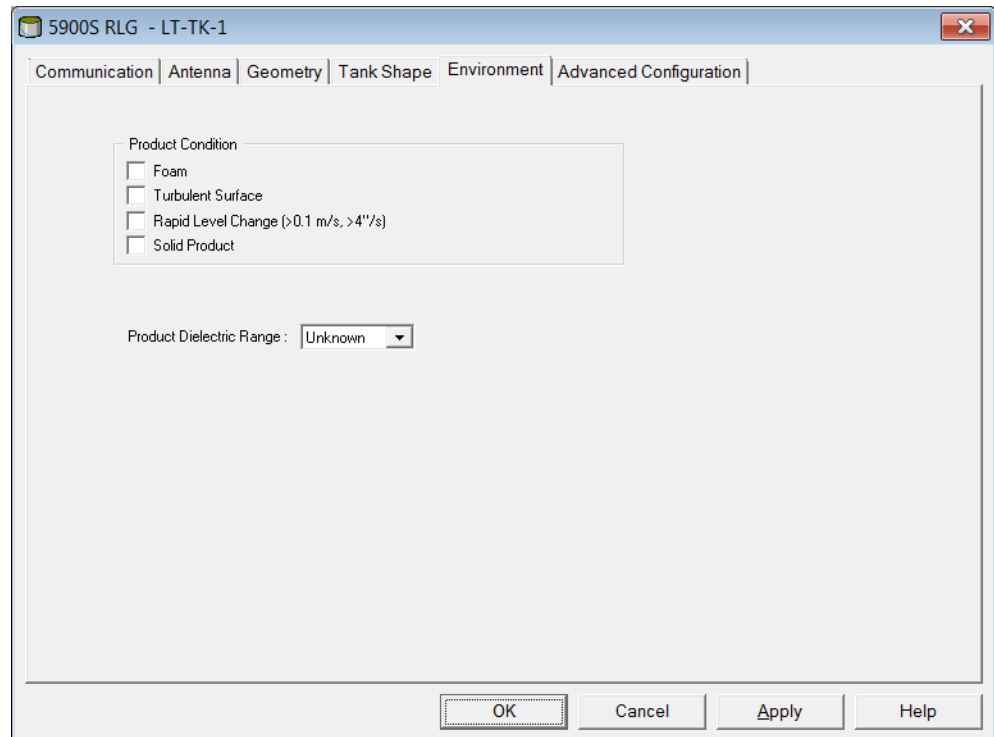 5900S RLG - LT-TK-1
Communication Antenna Geometry Tank Shape Environment Advanced Configuration
Product Condition
Foam
Turbulent Surface
Rapid Level Change (>0.1 m/s, >4"/s)
Solid Product
Product Dielectric Range : Unknown
OK Cancel Apply Help